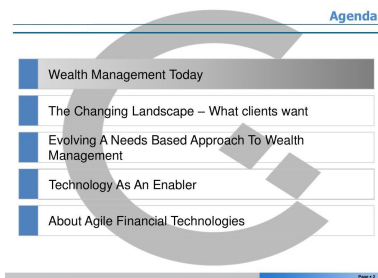 Agenda
Wealth Management Today
The Changing Landscape – What clients want
Evolving A Needs Based Approach To Wealth
Management
Technology As An Enabler
About Agile Financial Technologies